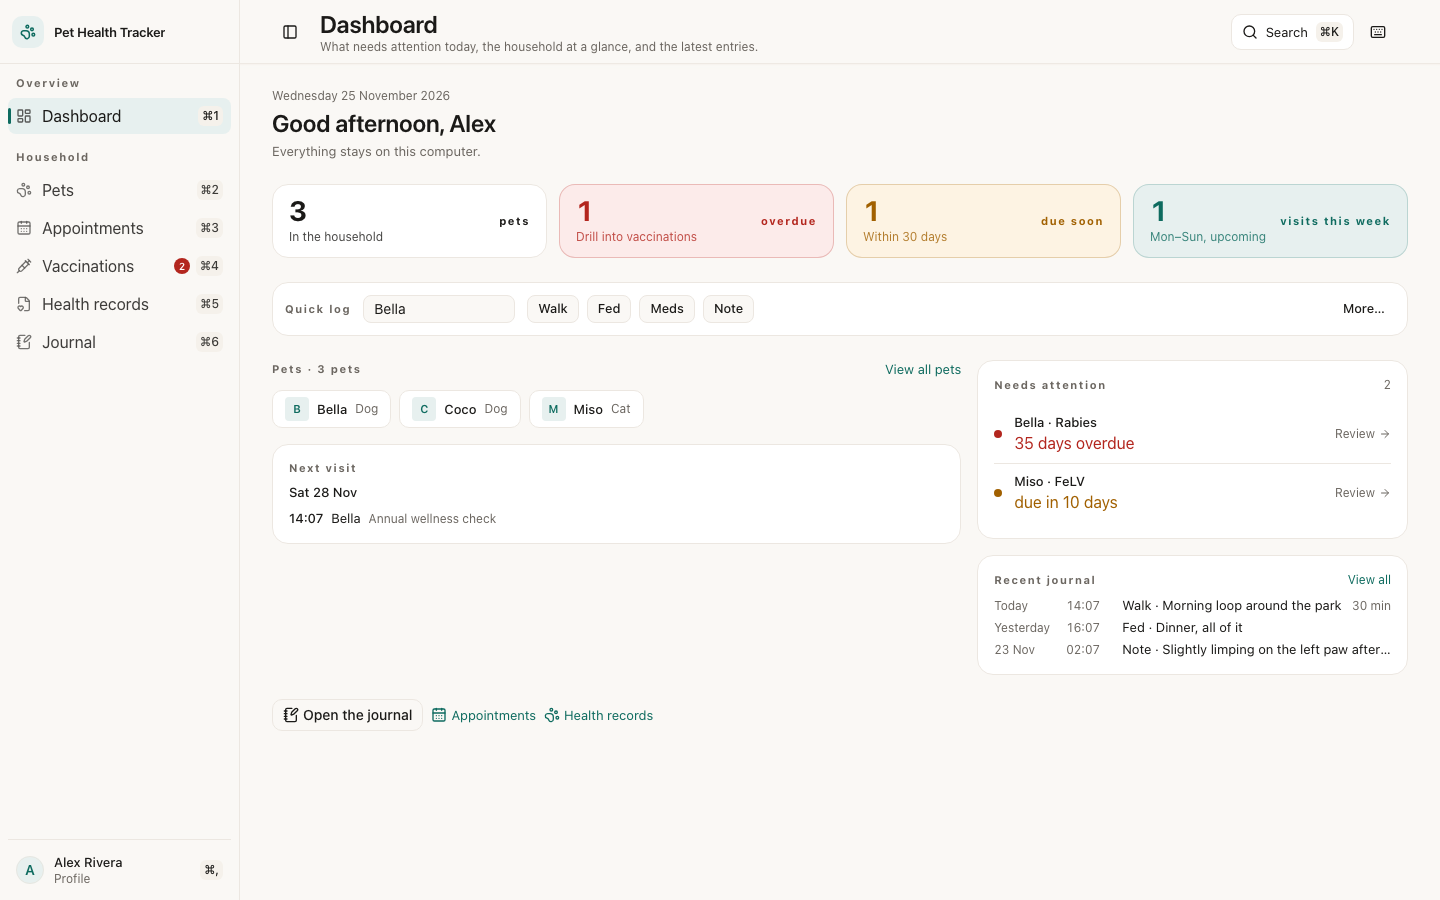 Pet Health Tracker
Overview
Dashboard ⌘1
Household
Pets ⌘2
Appointments ⌘3
Vaccinations 2 ⌘4
Health records ⌘5
Journal ⌘6
A
Alex Rivera
Profile
⌘,
Dashboard
What needs attention today, the household at a glance, and the latest entries.
Search ⌘K
Wednesday 25 November 2026
Good afternoon, Alex
Everything stays on this computer.
3
pets
In the household
1
overdue
Drill into vaccinations
1
due soon
Within 30 days
1
visits this week
Mon–Sun, upcoming
Quick log Bella Walk Fed Meds Note More...
Pets · 3 pets View all pets
B Bella Dog C Coco Dog M Miso Cat
Next visit
Sat 28 Nov
14:07 Bella Annual wellness check
Needs attention 2
Bella · Rabies
35 days overdue
Review →
Miso · FeLV
due in 10 days
Review →
Recent journal View all
Today 14:07 Walk · Morning loop around the park 30 min
Yesterday 16:07 Fed · Dinner, all of it
23 Nov 02:07 Note · Slightly limping on the left paw after...
Open the journal Appointments Health records